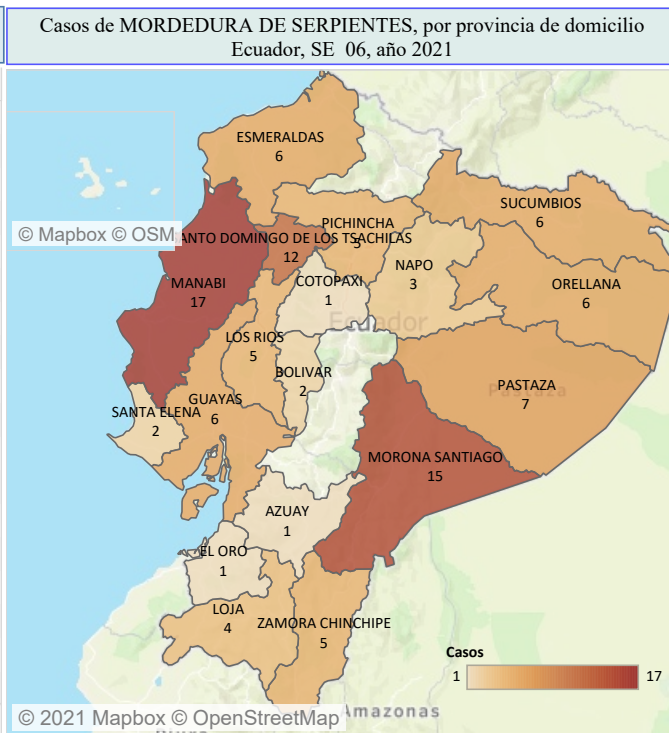 Casos de MORDEDURA DE SERPIENTES, por provincia de domicilio
Ecuador, SE 06, año 2021
ESMERALDAS
6
SUCUMBIOS
6
© Mapbox © OSM
PICHINCHA
5
ANTO DOMINGO DE LOS TSACHILAS
12
NAPO
3
COTOPAXI
1
MANABI
17
ORELLANA
6
Ecuador
LOS RIOS
5
BOLIVAR
2
PASTAZA
7
Pastaza
GUAYAS
6
SANTA ELENA
2
MORONA SANTIAGO
15
AZUAY
1
EL ORO
1
LOJA
4
ZAMORA CHINCHIPE
5
Casos
1 17
© 2021 Mapbox © OpenStreetMap
Amazonas